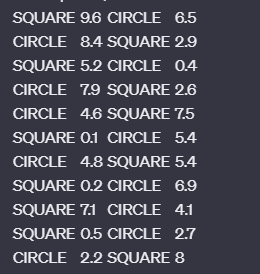 SQUARE 9.6 CIRCLE 6.5
CIRCLE 8.4 SQUARE 2.9
SQUARE 5.2 CIRCLE 0.4
CIRCLE 7.9 SQUARE 2.6
CIRCLE 4.6 SQUARE 7.5
SQUARE 0.1 CIRCLE 5.4
CIRCLE 4.8 SQUARE 5.4
SQUARE 0.2 CIRCLE 6.9
SQUARE 7.1 CIRCLE 4.1
SQUARE 0.5 CIRCLE 2.7
CIRCLE 2.2 SQUARE 8